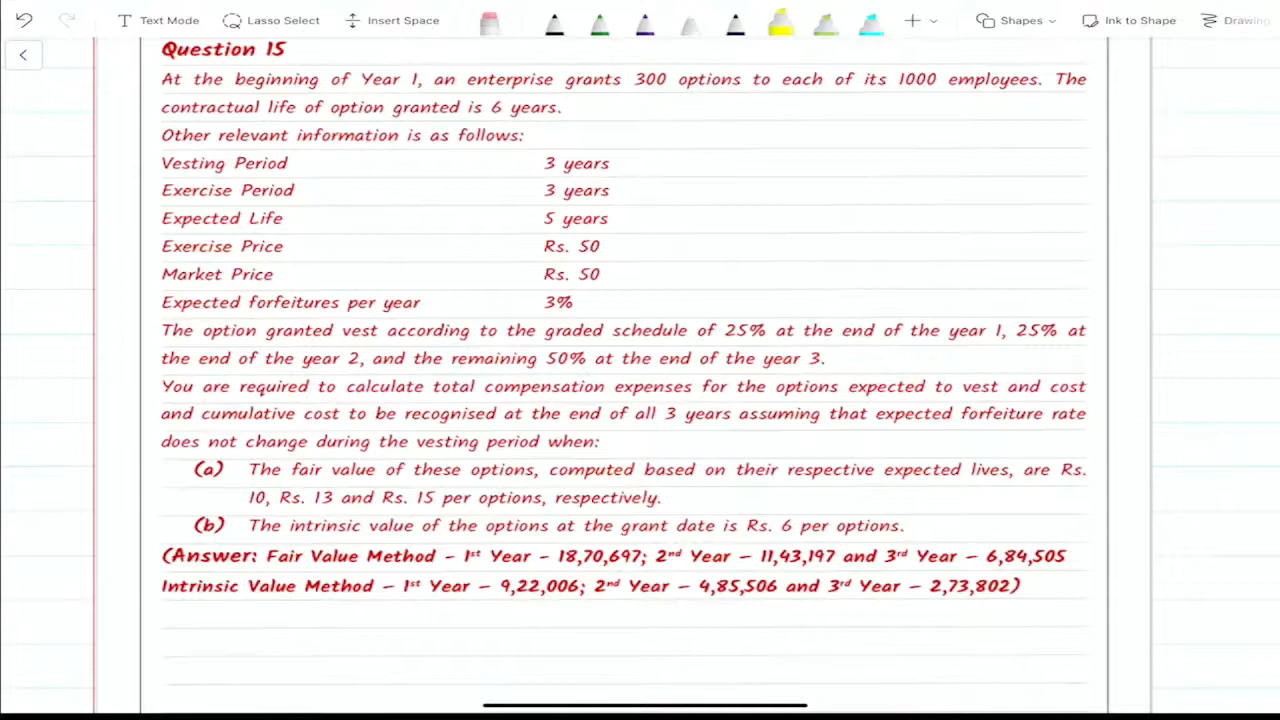 Text Mode Lasso Select Insert Space Shapes Ink to Shape Drawing
Question 15
At the beginning of Year 1, an enterprise grants 300 options to each of its 1000 employees. The
contractual life of option granted is 6 years.
Other relevant information is as follows:
Vesting Period 3 years
Exercise Period 3 years
Expected Life 5 years
Exercise Price Rs. 50
Market Price Rs. 50
Expected forfeitures per year 3%
The option granted vest according to the graded schedule of 25% at the end of the year 1, 25% at
the end of the year 2, and the remaining 50% at the end of the year 3.
You are required to calculate total compensation expenses for the options expected to vest and cost
and cumulative cost to be recognised at the end of all 3 years assuming that expected forfeiture rate
does not change during the vesting period when:
(a) The fair value of these options, computed based on their respective expected lives, are Rs.
10, Rs. 13 and Rs. 15 per options, respectively.
(b) The intrinsic value of the options at the grant date is Rs. 6 per options.
(Answer: Fair Value Method - 1st Year - 18,70,697; 2nd Year - 11,43,197 and 3rd Year - 6,84,505
Intrinsic Value Method - 1st Year - 9,22,006; 2nd Year - 4,85,506 and 3rd Year - 2,73,802)